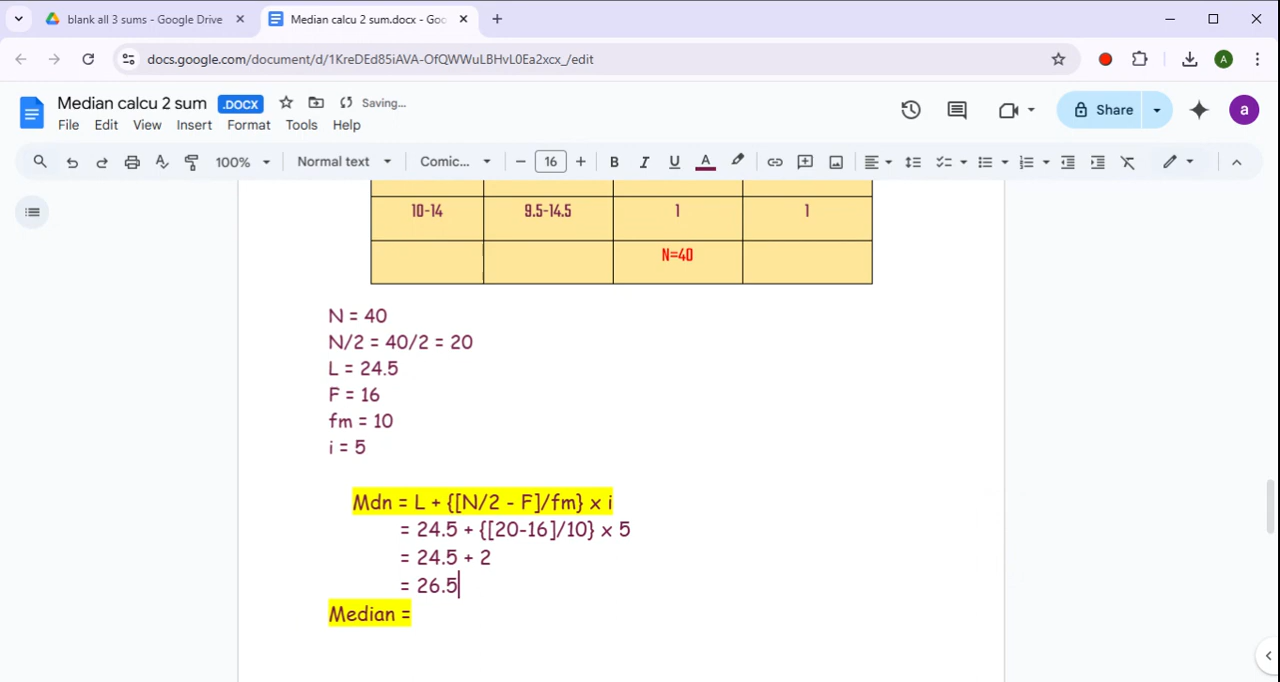 blank all 3 sums - Google Drive
Median calcu 2 sum.docx - Goo
docs.google.com/document/d/1KreDEd85iAVA-OfQWWuLBHvL0Ea2xcx_/edit
A
Median calcu 2 sum .DOCX Saving...
Share
a
File Edit View Insert Format Tools Help
100% Normal text Comic... 16 B I U A
10-14 9.5-14.5 1 1
N=40
N = 40
N/2 = 40/2 = 20
L = 24.5
F = 16
fm = 10
i = 5
Mdn = L + {[N/2 - F]/fm} x i
= 24.5 + {[20-16]/10} x 5
= 24.5 + 2
= 26.5
Median =